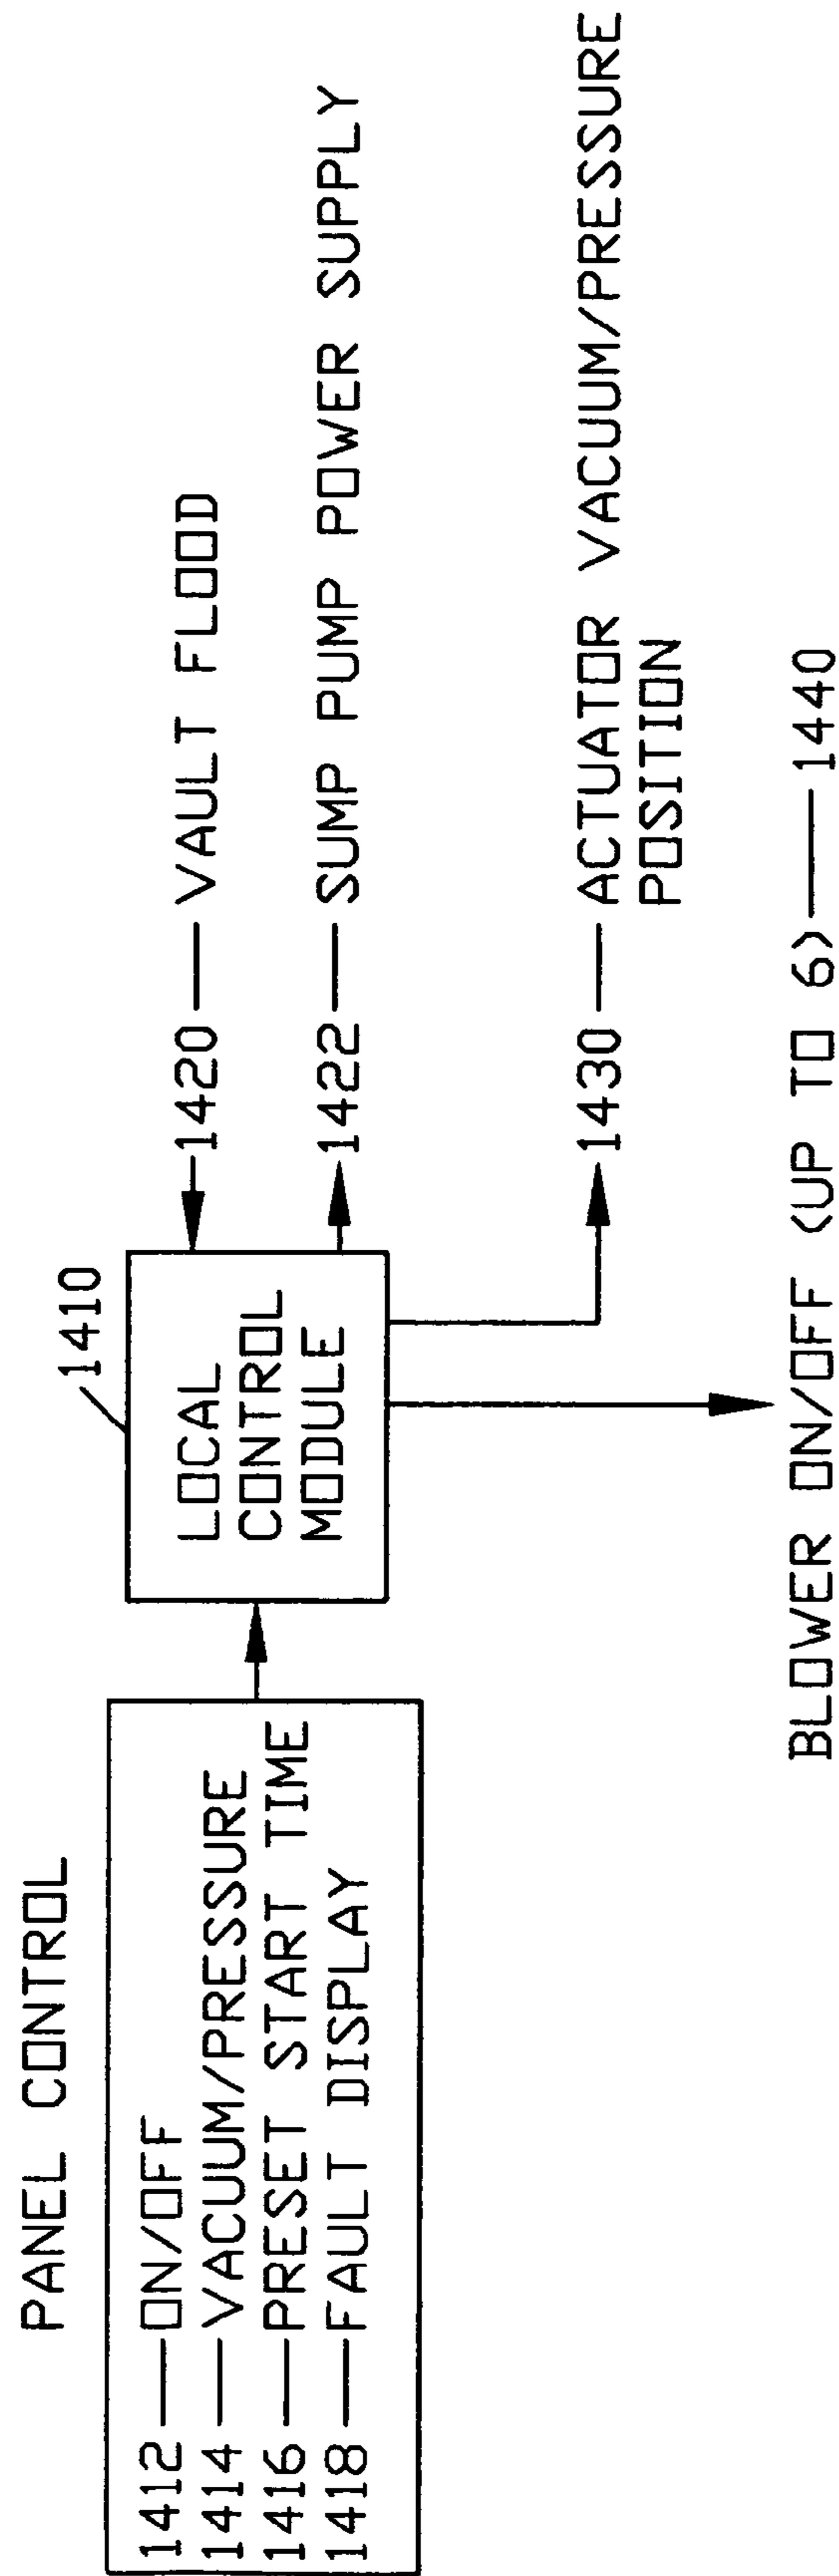 PANEL CONTROL
1412 ON/OFF
1414 VACUUM/PRESSURE
1416 PRESET START TIME
1418 FAULT DISPLAY
1410
LOCAL
CONTROL
MODULE
1420 VAULT FLOOD
1422 SUMP PUMP POWER SUPPLY
1430 ACTUATOR VACUUM/PRESSURE
POSITION
BLOWER ON/OFF (UP TO 6) 1440